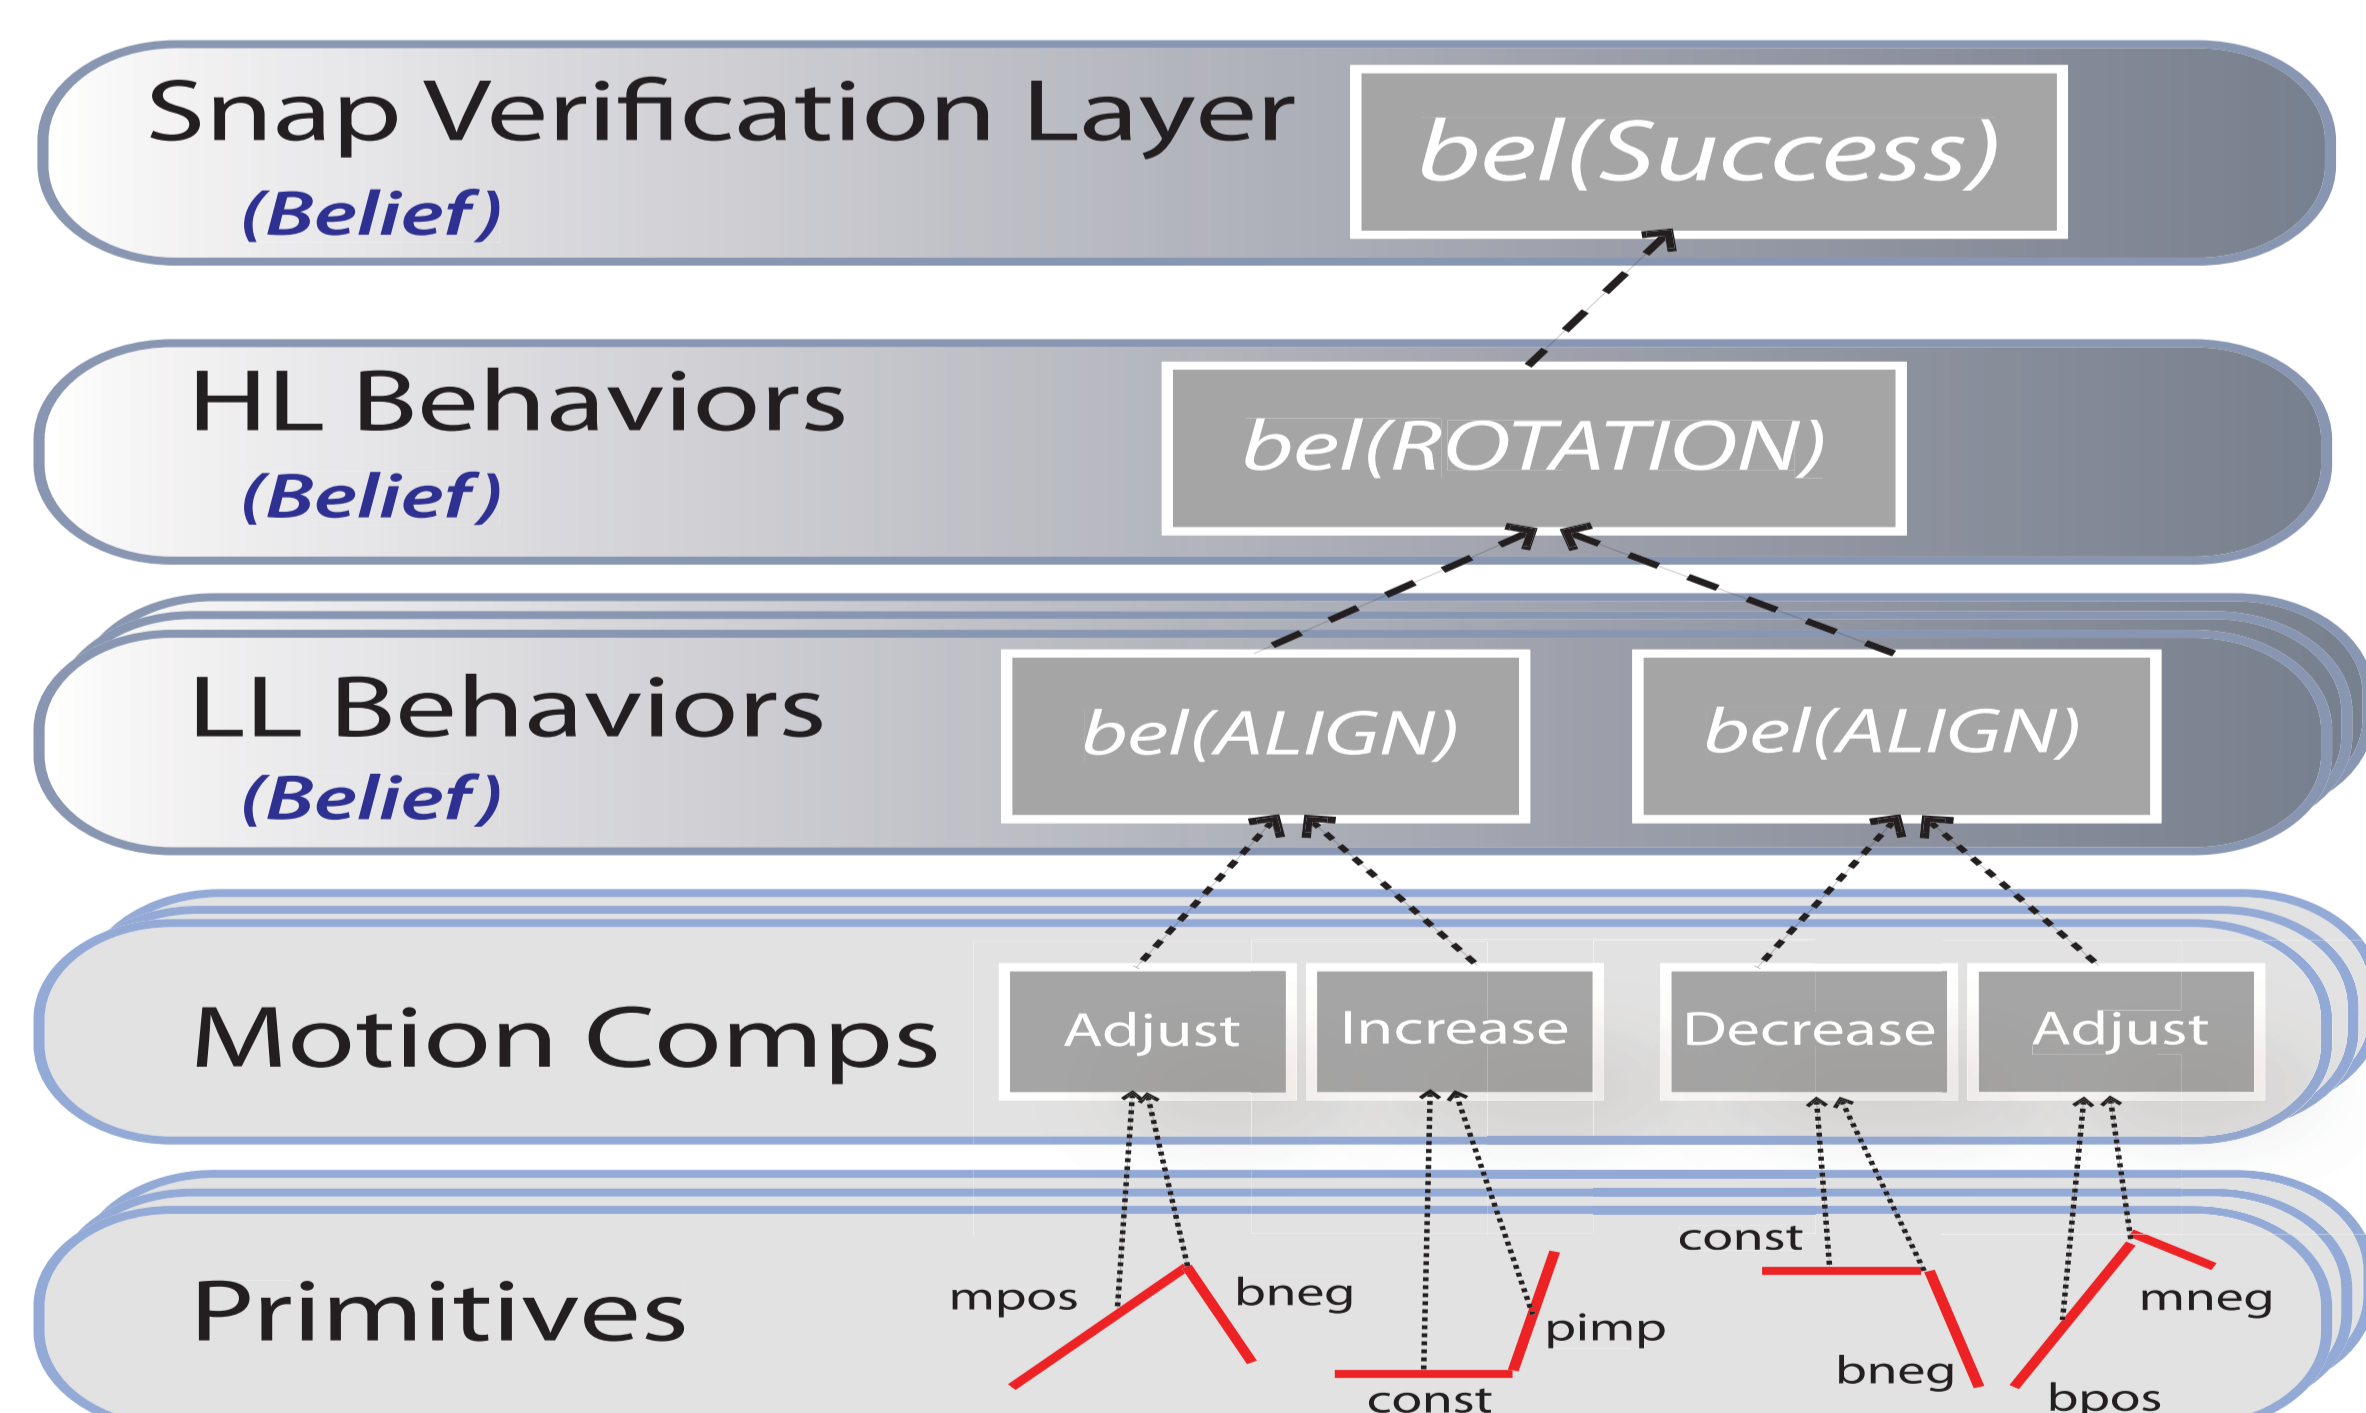 Snap Verification Layer
(Belief)
bel(Success)
HL Behaviors
(Belief)
bel(ROTATION)
LL Behaviors
(Belief)
bel(ALIGN)
bel(ALIGN)
Motion Comps
Adjust
Increase
Decrease
Adjust
Primitives
mpos
bneg
const
pimp
const
bneg
bpos
mneg